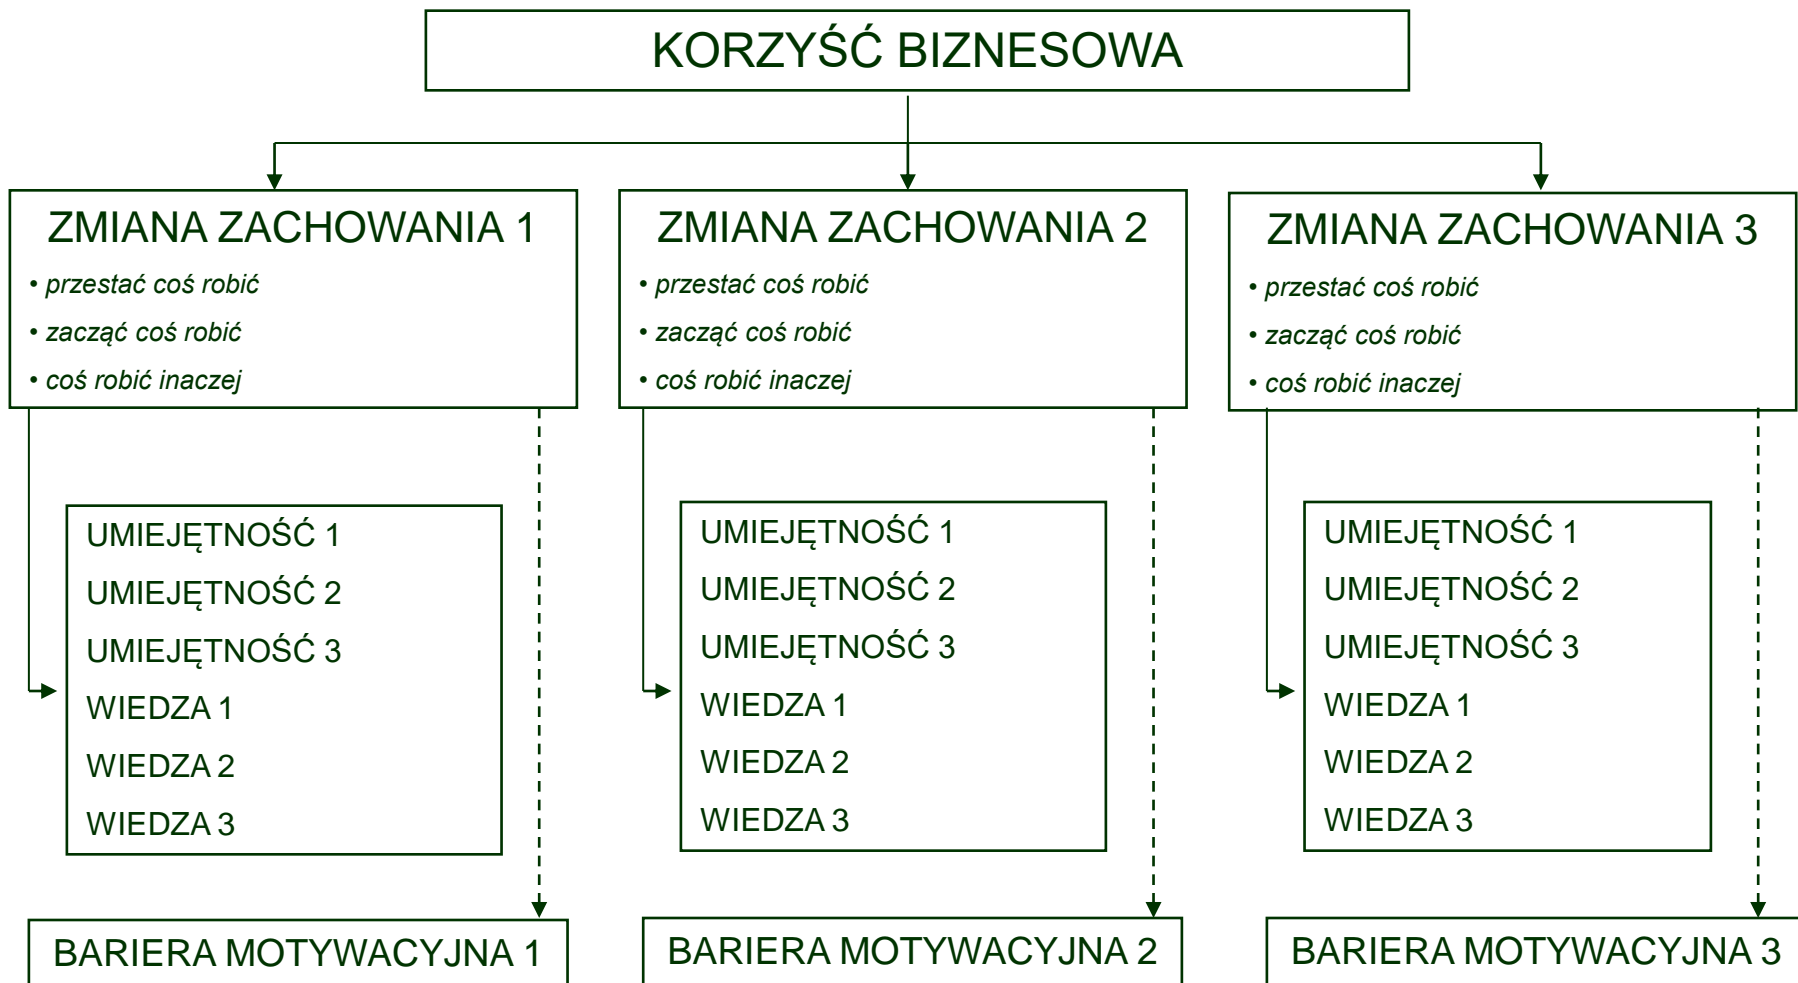 KORZYŚĆ BIZNESOWA
ZMIANA ZACHOWANIA 1
• przestać coś robić
• zacząć coś robić
• coś robić inaczej
ZMIANA ZACHOWANIA 2
• przestać coś robić
• zacząć coś robić
• coś robić inaczej
ZMIANA ZACHOWANIA 3
• przestać coś robić
• zacząć coś robić
• coś robić inaczej
UMIEJĘTNOŚĆ 1
UMIEJĘTNOŚĆ 2
UMIEJĘTNOŚĆ 3
WIEDZA 1
WIEDZA 2
WIEDZA 3
UMIEJĘTNOŚĆ 1
UMIEJĘTNOŚĆ 2
UMIEJĘTNOŚĆ 3
WIEDZA 1
WIEDZA 2
WIEDZA 3
UMIEJĘTNOŚĆ 1
UMIEJĘTNOŚĆ 2
UMIEJĘTNOŚĆ 3
WIEDZA 1
WIEDZA 2
WIEDZA 3
BARIERA MOTYWACYJNA 1
BARIERA MOTYWACYJNA 2
BARIERA MOTYWACYJNA 3